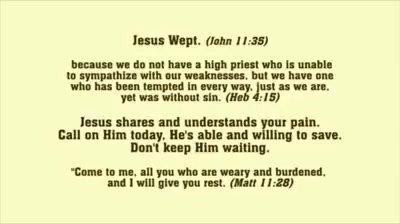 Jesus Wept. (John 11:35)
because we do not have a high priest who is unable
to sympathize with our weaknesses, but we have one
who has been tempted in every way, just as we are,
yet was without sin. (Heb 4:15)
Jesus shares and understands your pain.
Call on Him today, He's able and willing to save.
Don't keep Him waiting.
"Come to me, all you who are weary and burdened,
and I will give you rest. (Matt 11:28)